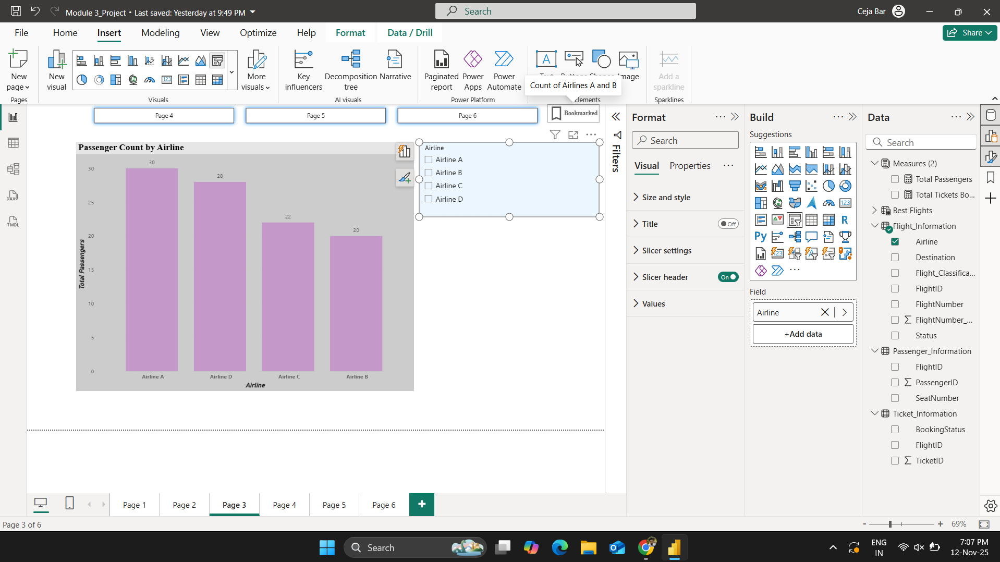 Module 3_Project • Last saved: Yesterday at 9:49 PM
Search
Ceja Bar
File
Home
Insert
Modeling
View
Optimize
Help
Format
Data / Drill
Share
New page
New visual
More visuals
Key influencers
Decomposition tree
Narrative
Paginated report
Power Apps
Power Automate
Image
Add a sparkline
Pages
Visuals
AI visuals
Power Platform
Elements
Sparklines
Count of Airlines A and B
Page 4
Page 5
Page 6
Bookmarked
Passenger Count by Airline
30
25
20
15
10
5
0
Total Passengers
30
28
22
20
Airline A
Airline D
Airline C
Airline B
Airline
Airline
Airline A
Airline B
Airline C
Airline D
Filters
Format
Search
Visual
Properties
Size and style
Title
Off
Slicer settings
Slicer header
On
Values
Build
Suggestions
Field
Airline
+Add data
Data
Search
Measures (2)
Total Passengers
Total Tickets Bo...
Best Flights
Flight_Information
Airline
Destination
Flight_Classifica...
FlightID
FlightNumber
FlightNumber_...
Status
Passenger_Information
FlightID
PassengerID
SeatNumber
Ticket_Information
BookingStatus
FlightID
TicketID
DAX
TMDL
Page 1
Page 2
Page 3
Page 4
Page 5
Page 6
Page 3 of 6
69%
Search
ENG
IN
7:07 PM
12-Nov-25